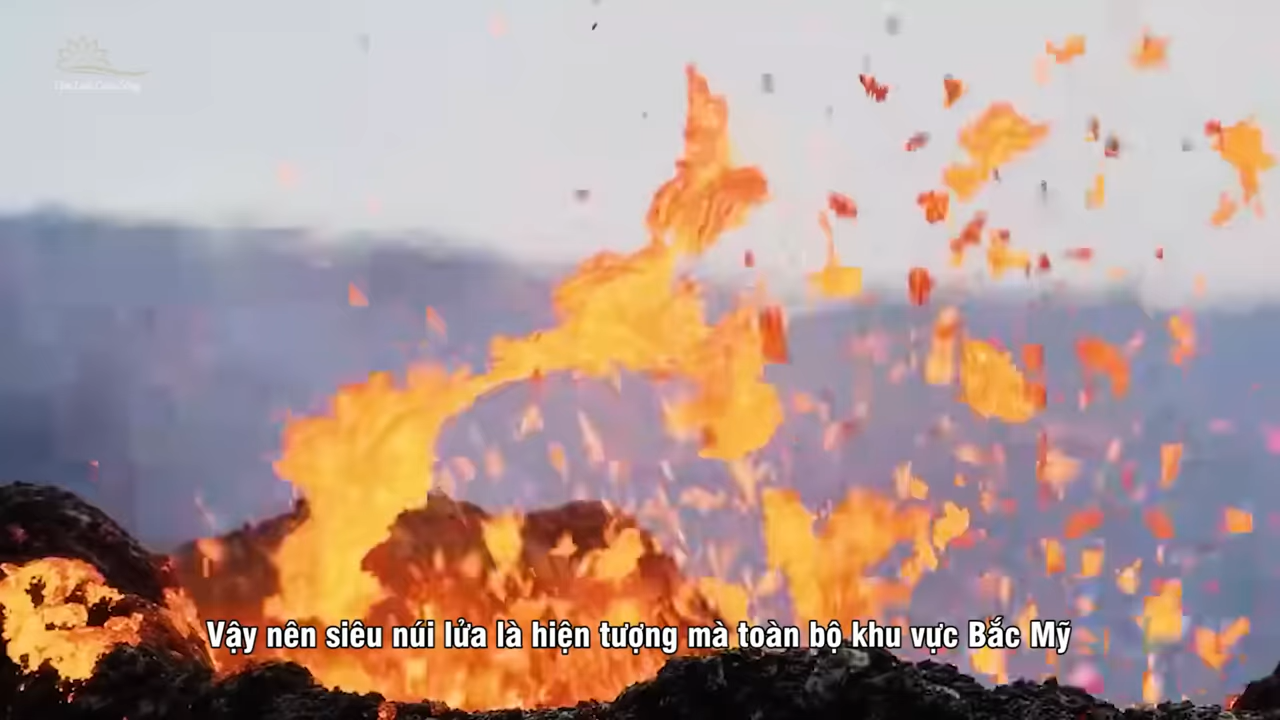 Vậy nên siêu núi lửa là hiện tượng mà toàn bộ khu vực Bắc Mỹ